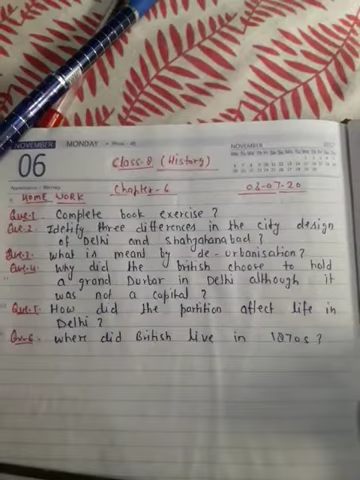 NOVEMBER MONDAY
NOVEMBER
06
Class-8 (History)
Chapter-6 03-07-20
HOME WORK
Que-1. Complete book exercise ?
Que-2 Idetify three differences in the city design
of Delhi and Shahjahanabad ?
Que-3. What is meant by de-urbanisation?
Que-4. Why did the british choose to hold
a grand Durbar in Delhi although it
was not a capital ?
Que-5. How did the partition affect life in
Delhi ?
Qu-6. where did British live in 1870s ?